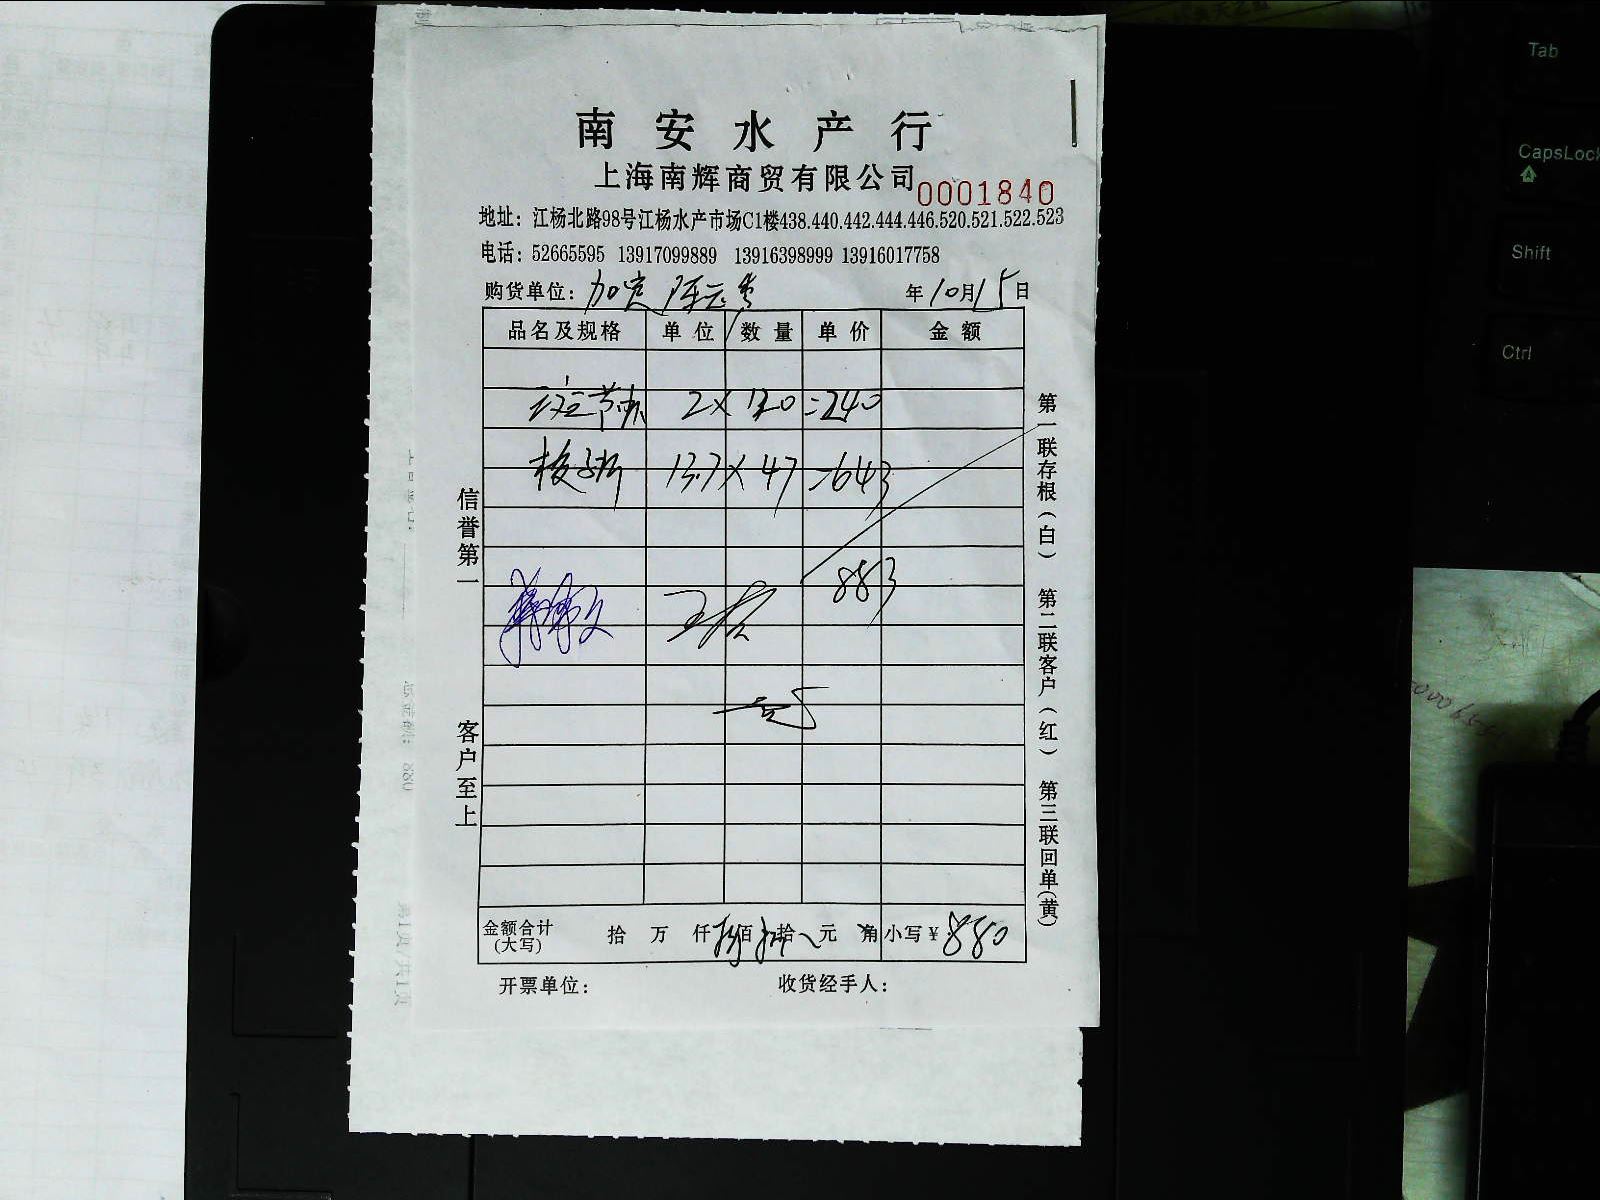 南安水产行
上海南辉商贸有限公司
0001840
地址：江杨北路98号江杨水产市场C1楼438.440.442.444.446.520.521.522.523
电话：52665595 13917099889 13916398999 13916017758
购货单位：
年10月15日
品名及规格 单位 数量 单价 金额
2×120=240
梭子蟹 13.7×47=643
883
信誉第一
客户至上
第一联存根（白） 第二联客户（红） 第三联回单（黄）
金额合计（大写） 拾 万 仟 捌佰捌拾 元 角 小写￥880
开票单位： 收货经手人：
Tab
CapsLock
Shift
Ctrl